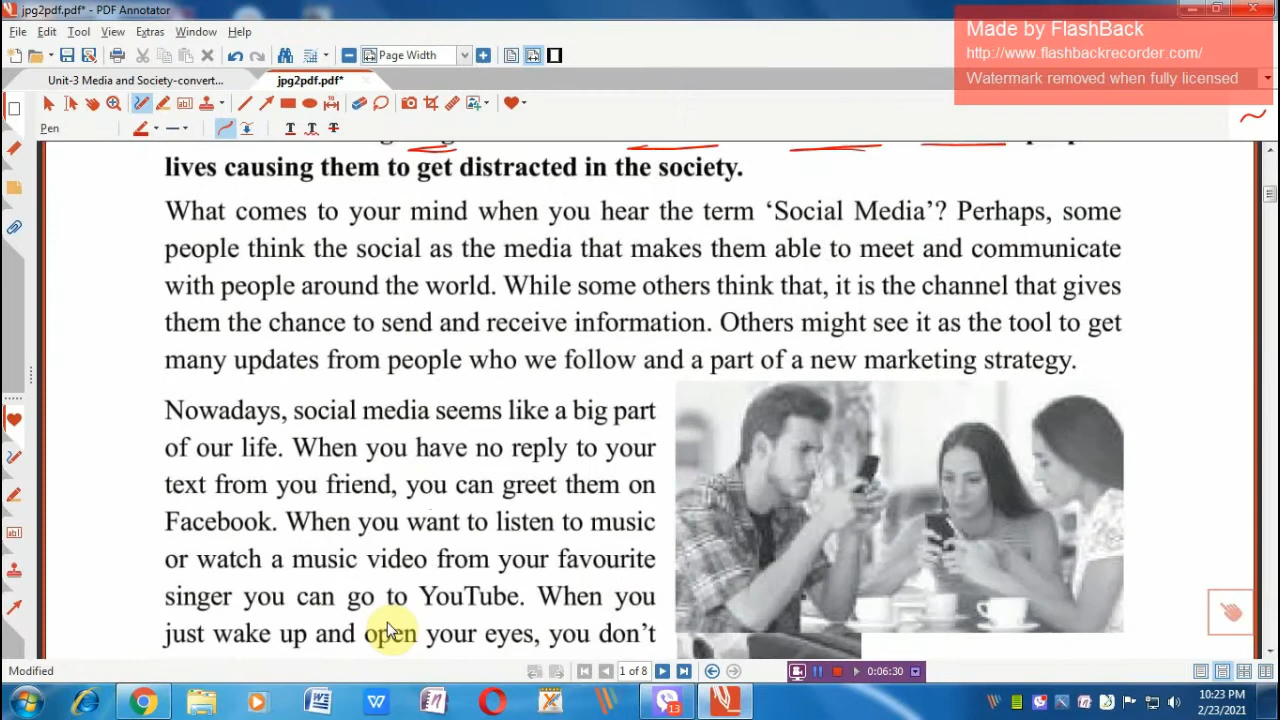 jpg2pdf.pdf* - PDF Annotator
File Edit Tool Extras Window Help
Page Width
Unit-3 Media and Society-convert...
jpg2pdf.pdf*
Pen
Made by FlashBack
http://www.flashbackrecorder.com/
Watermark removed when fully licensed
lives causing them to get distracted in the society.
What comes to your mind when you hear the term ‘Social Media’? Perhaps, some
people think the social as the media that makes them able to meet and communicate
with people around the world. While some others think that, it is the channel that gives
them the chance to send and receive information. Others might see it as the tool to get
many updates from people who we follow and a part of a new marketing strategy.
Nowadays, social media seems like a big part
of our life. When you have no reply to your
text from you friend, you can greet them on
Facebook. When you want to listen to music
or watch a music video from your favourite
singer you can go to YouTube. When you
just wake up and open your eyes, you don’t
Modified
1 of 8
0:06:30
13
10:23 PM
2/23/2021